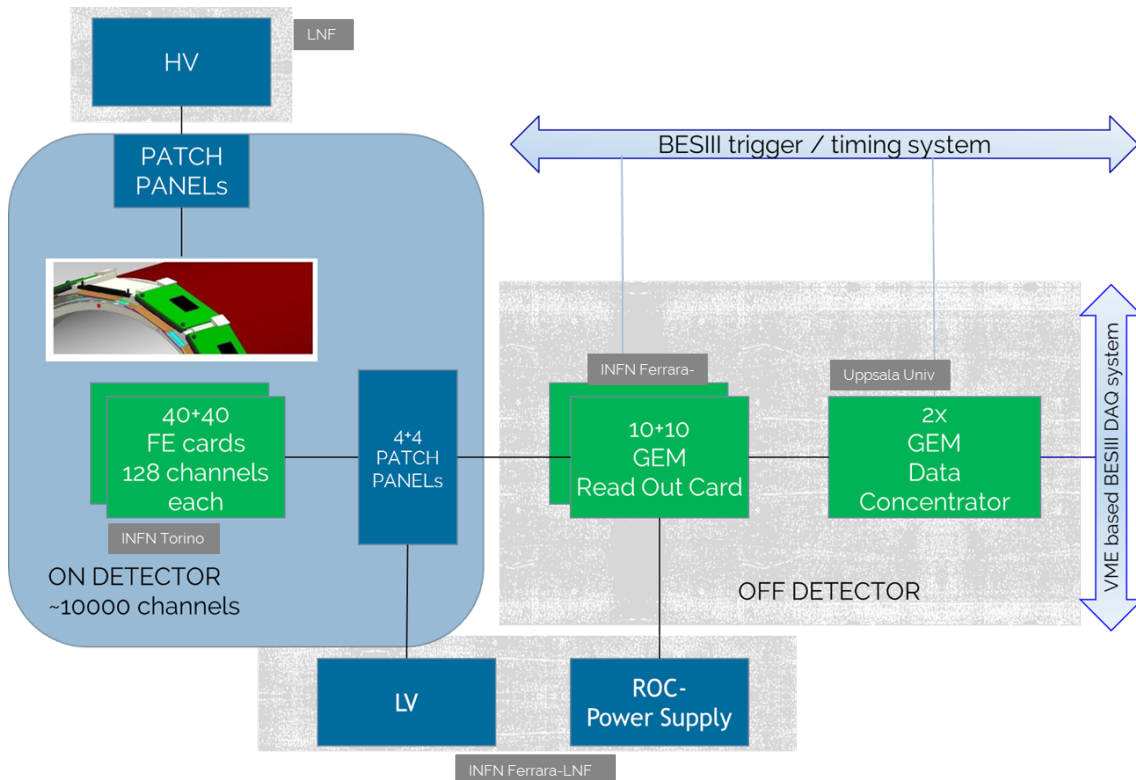 LNF
HV
PATCH
PANELs
BESIII trigger / timing system
INFN Ferrara-
Uppsala Univ
40+40
FE cards
128 channels
each
4+4
PATCH
PANELs
10+10
GEM
Read Out Card
2x
GEM
Data
Concentrator
VME based BESIII DAQ system
INFN Torino
ON DETECTOR
~10000 channels
OFF DETECTOR
LV
ROC-
Power Supply
INFN Ferrara-LNF